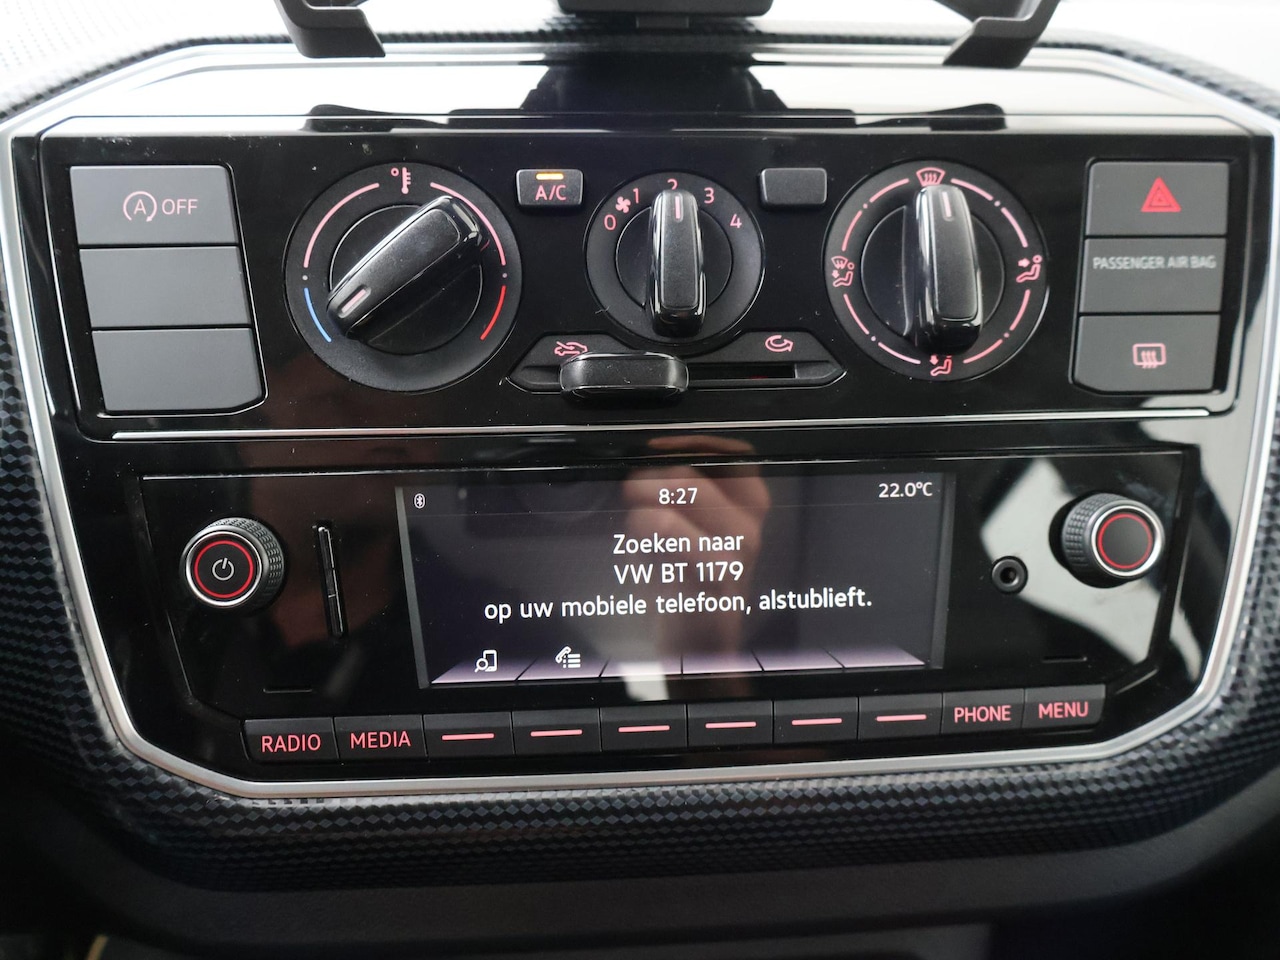 A OFF
A/C
0 1 2 3 4
PASSENGER AIR BAG
8:27
22.0°C
Zoeken naar
VW BT 1179
op uw mobiele telefoon, alstublieft.
RADIO
MEDIA
PHONE
MENU